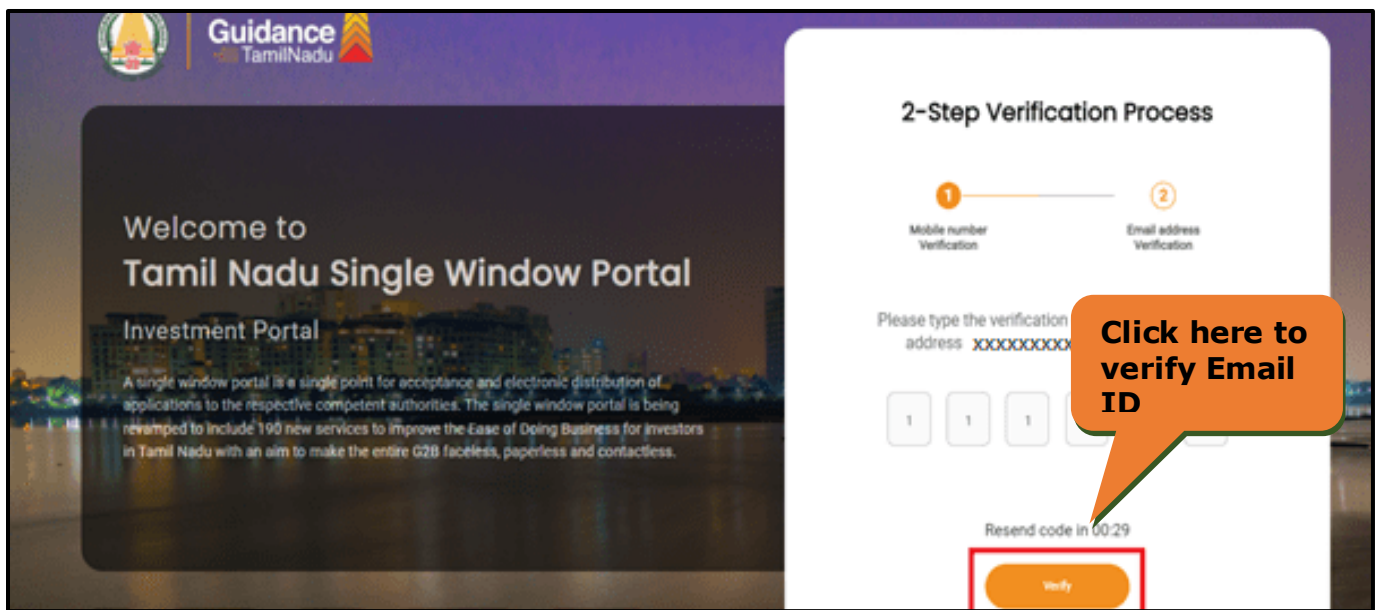 Guidance
TamilNadu
Welcome to
Tamil Nadu Single Window Portal
Investment Portal
A single window portal is a single point for acceptance and electronic distribution of
applications to the respective competent authorities. The single window portal is being
revamped to include 190 new services to improve the Ease of Doing Business for investors
in Tamil Nadu with an aim to make the entire G2B faceless, paperless and contactless.
2-Step Verification Process
1
2
Mobile number
Verification
Email address
Verification
Please type the verification
address XXXXXXXXX
1 1 1
Click here to
verify Email
ID
Resend code in 00:29
Verify